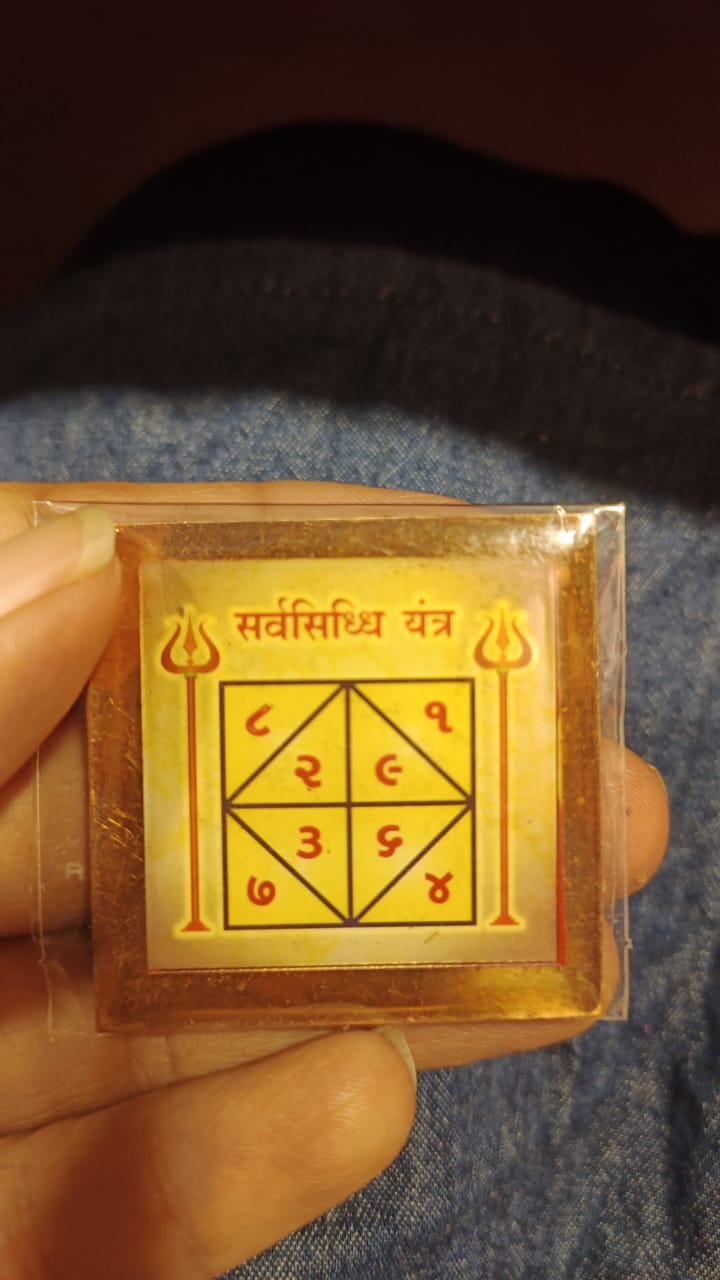 सर्वसिध्धि यंत्र
८ १
२ ९
३ ६
७ ४